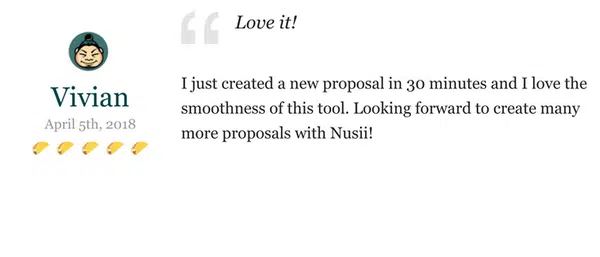 Love it!
Vivian
April 5th, 2018
I just created a new proposal in 30 minutes and I love the
smoothness of this tool. Looking forward to create many
more proposals with Nusii!